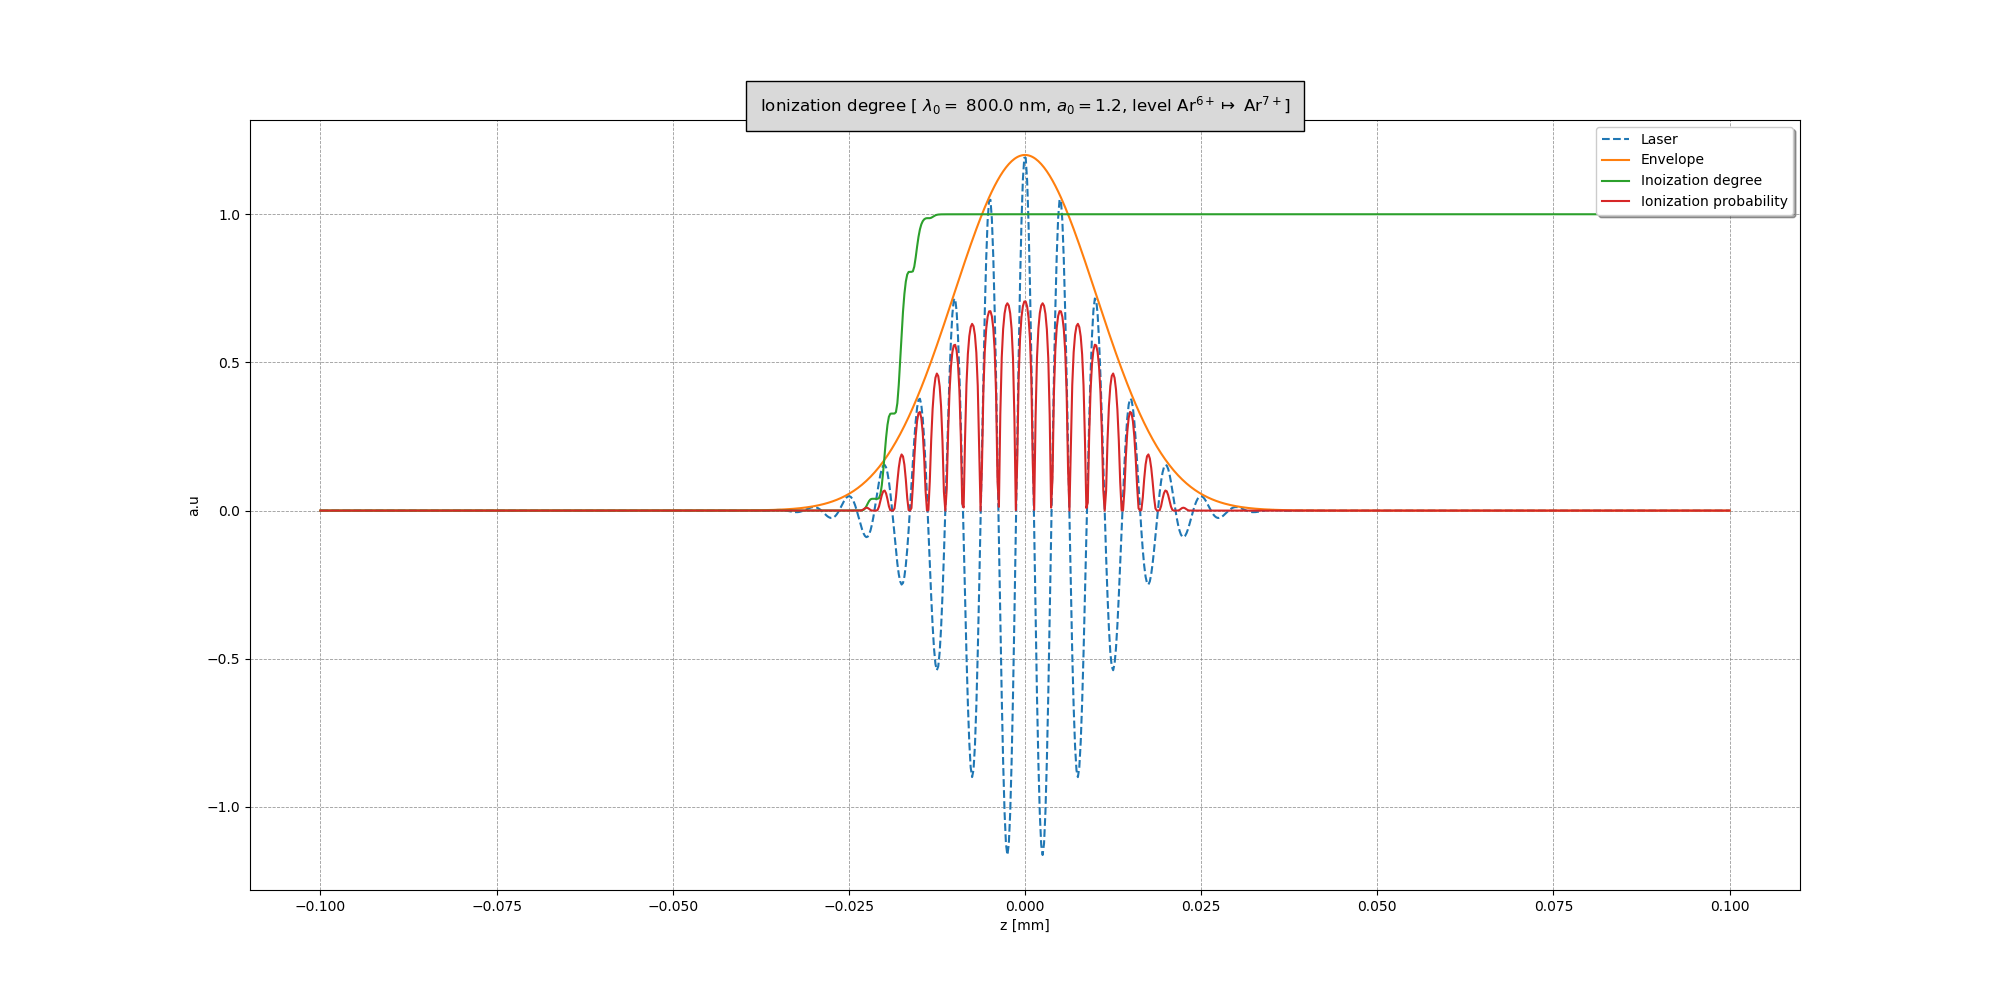 Ionization degree [ λ₀ = 800.0 nm, a₀ = 1.2, level Ar⁶⁺ ↦ Ar⁷⁺]
Laser
Envelope
Inoization degree
Ionization probability
1.0
0.5
0.0
−0.5
−1.0
a.u
−0.100
−0.075
−0.050
−0.025
0.000
0.025
0.050
0.075
0.100
z [mm]